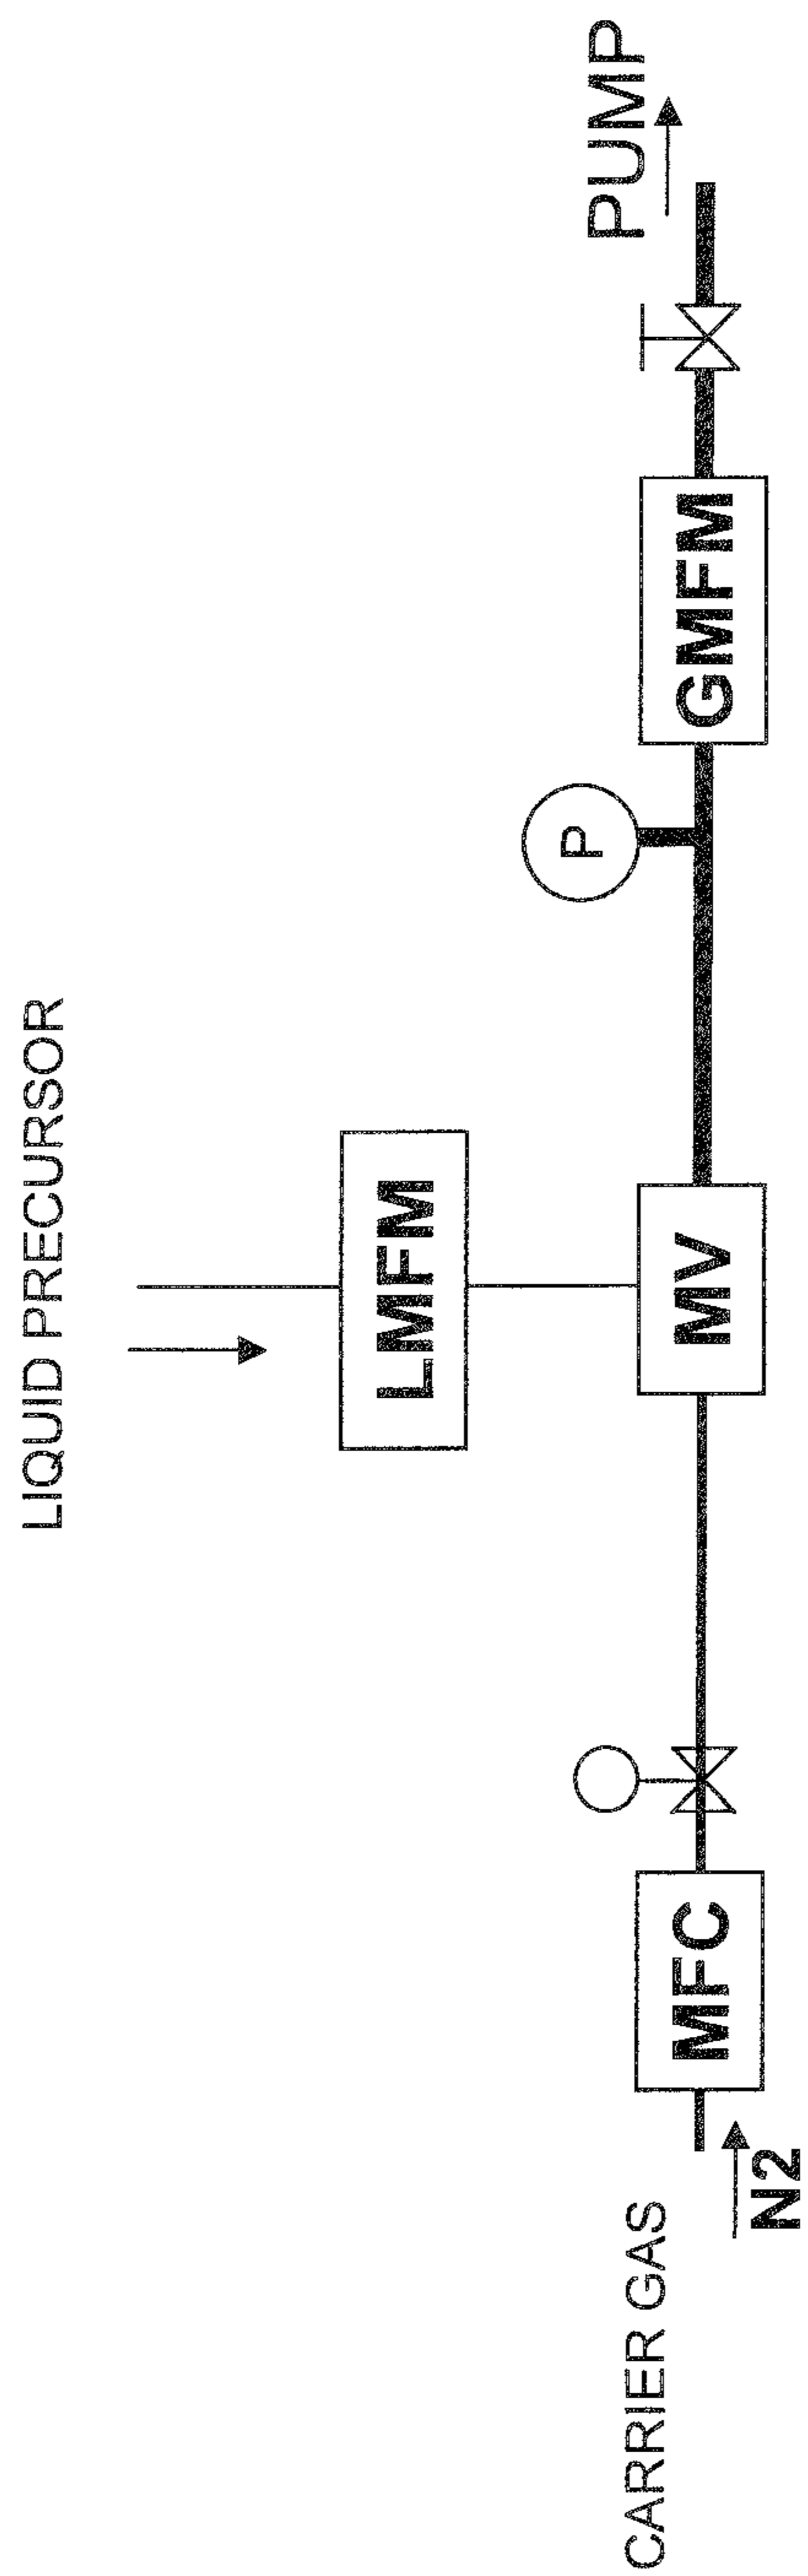 LIQUID PRECURSOR
LMFM
CARRIER GAS
N2
MFC
MV
P
GMFM
PUMP